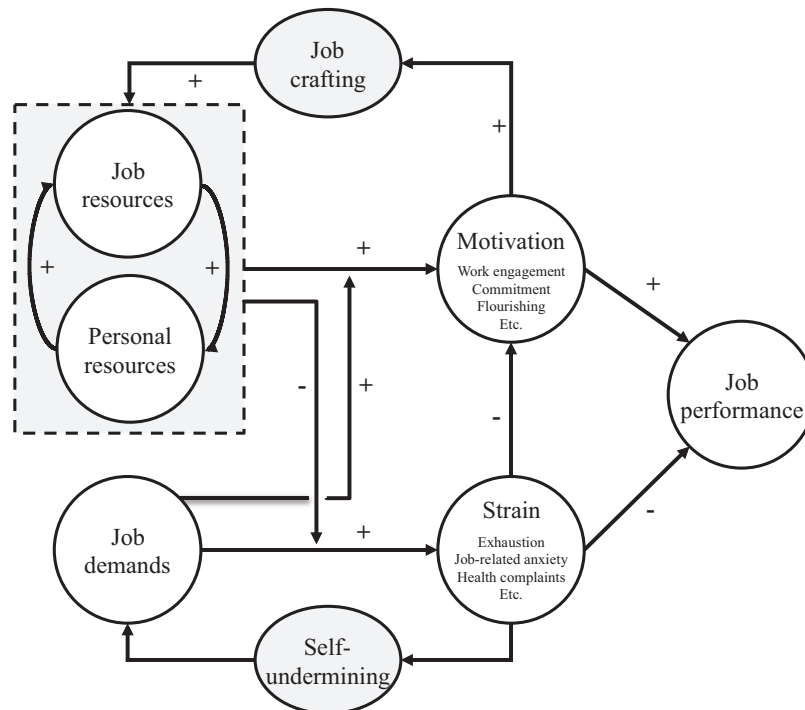 Job
crafting
+
+
Job
resources
+
+
Personal
resources
+
Motivation
Work engagement
Commitment
Flourishing
Etc.
+
-
+
-
Job
performance
Job
demands
+
Strain
Exhaustion
Job-related anxiety
Health complaints
Etc.
-
Self-
undermining